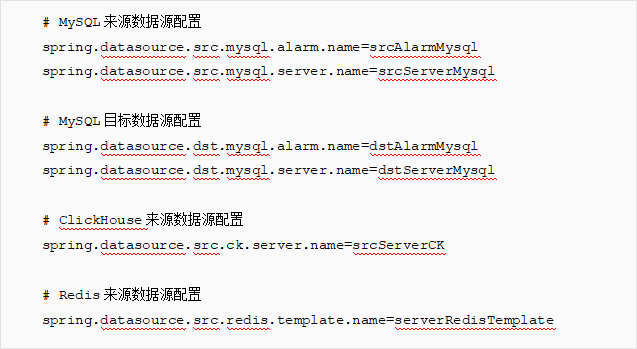 # MySQL 来源数据源配置
spring.datasource.src.mysql.alarm.name=srcAlarmMysql
spring.datasource.src.mysql.server.name=srcServerMysql
# MySQL 目标数据源配置
spring.datasource.dst.mysql.alarm.name=dstAlarmMysql
spring.datasource.dst.mysql.server.name=dstServerMysql
# ClickHouse 来源数据源配置
spring.datasource.src.ck.server.name=srcServerCK
# Redis 来源数据源配置
spring.datasource.src.redis.template.name=serverRedisTemplate